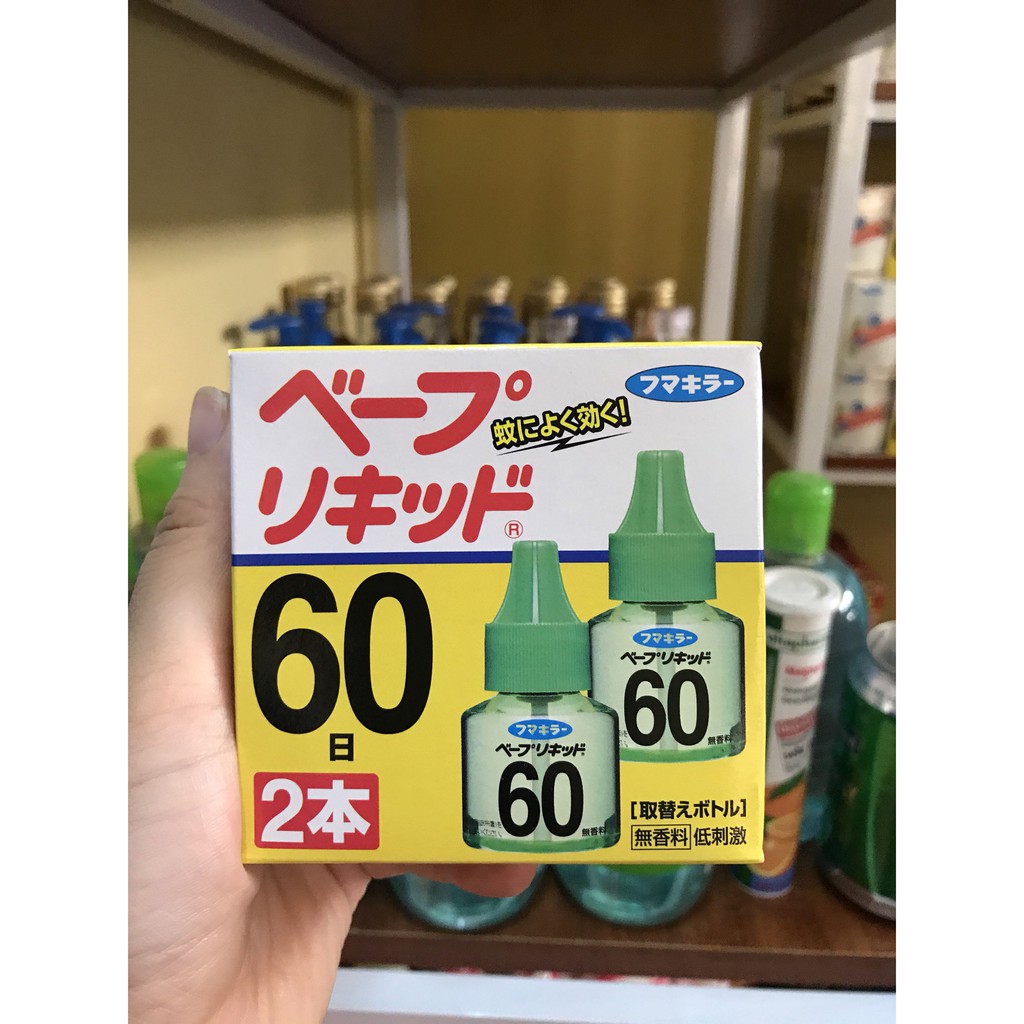 ベープ
リキッド®
蚊によく効く!
フマキラー
60
日
2本
フマキラー
ベープリキッド®
60
無香料
フマキラー
ベープリキッド®
60
無香料
[取替えボトル]
無香料 低刺激